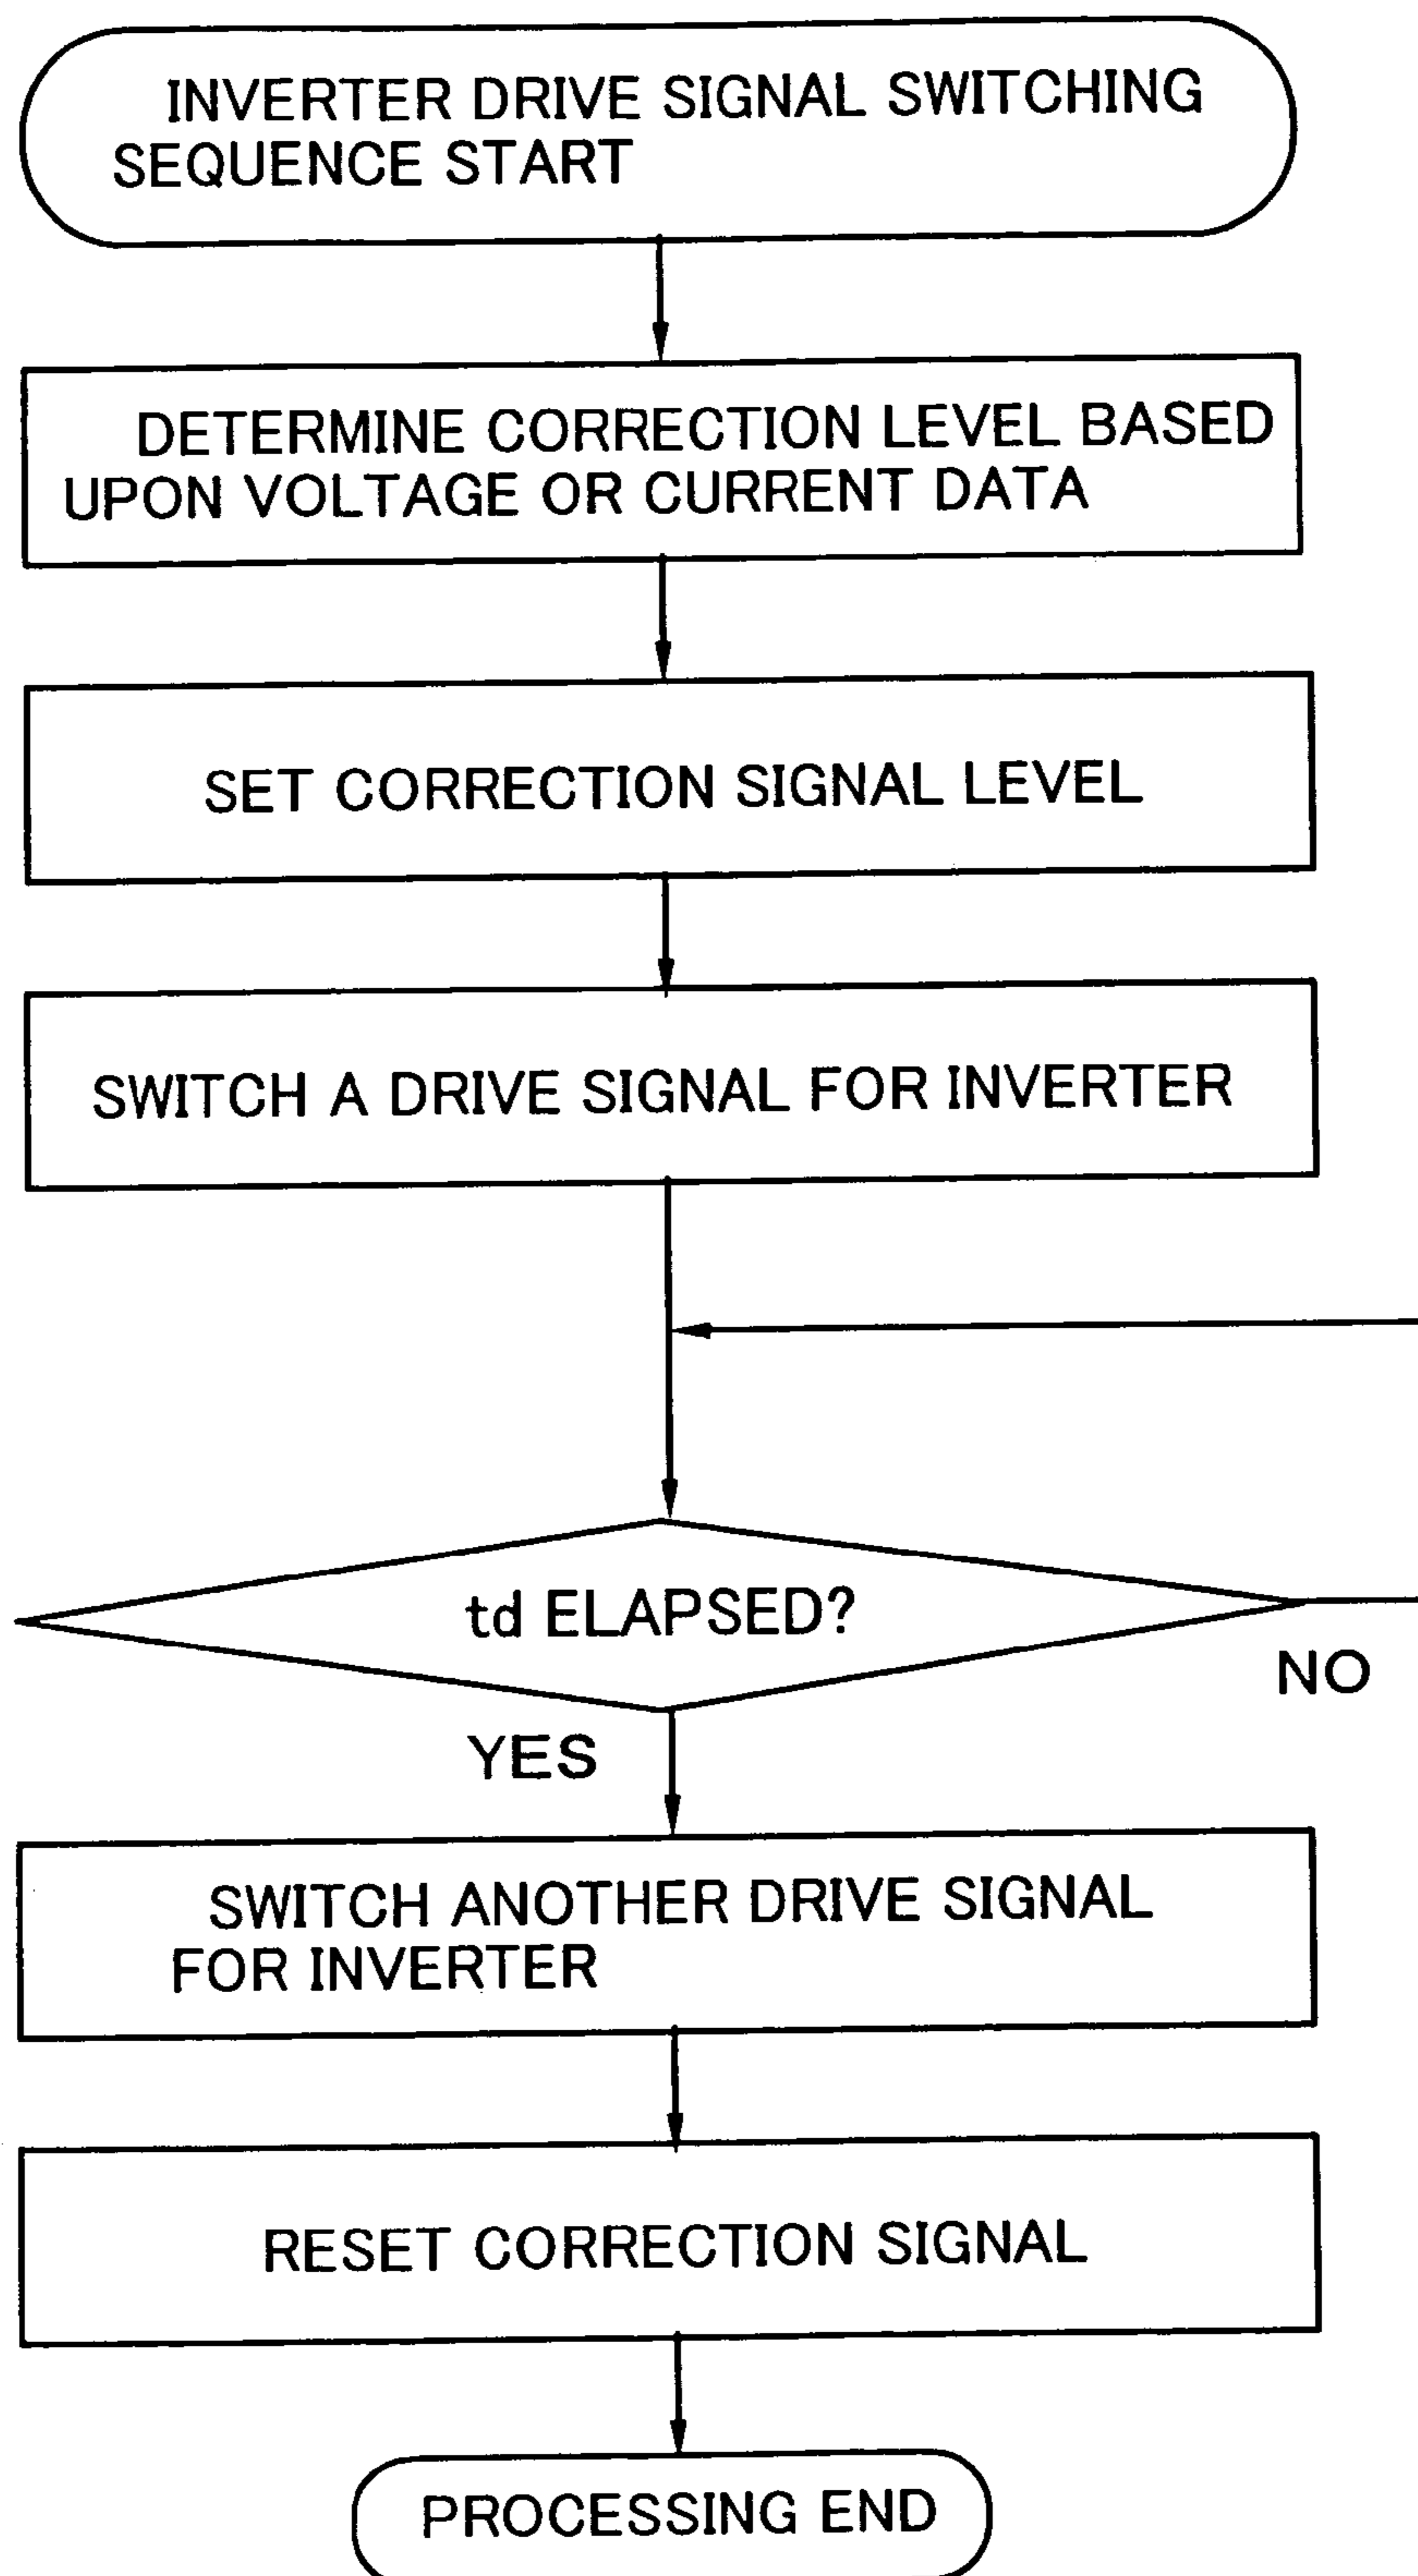 INVERTER DRIVE SIGNAL SWITCHING
SEQUENCE START
DETERMINE CORRECTION LEVEL BASED
UPON VOLTAGE OR CURRENT DATA
SET CORRECTION SIGNAL LEVEL
SWITCH A DRIVE SIGNAL FOR INVERTER
td ELAPSED?
NO
YES
SWITCH ANOTHER DRIVE SIGNAL
FOR INVERTER
RESET CORRECTION SIGNAL
PROCESSING END